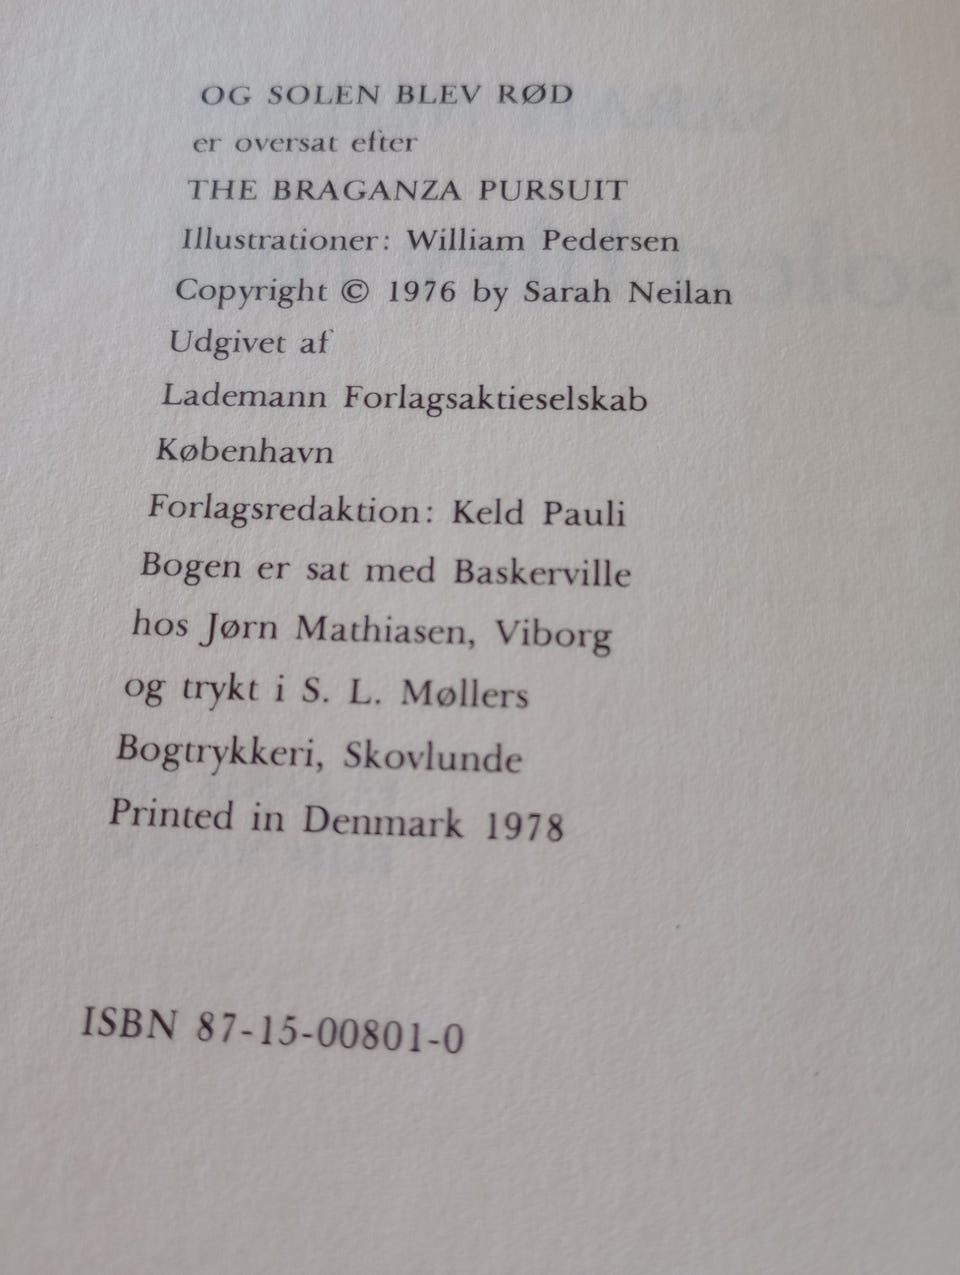 OG SOLEN BLEV RØD
er oversat efter
THE BRAGANZA PURSUIT
Illustrationer: William Pedersen
Copyright © 1976 by Sarah Neilan
Udgivet af
Lademann Forlagsaktieselskab
København
Forlagsredaktion: Keld Pauli
Bogen er sat med Baskerville
hos Jørn Mathiasen, Viborg
og trykt i S. L. Møllers
Bogtrykkeri, Skovlunde
Printed in Denmark 1978
ISBN 87-15-00801-0